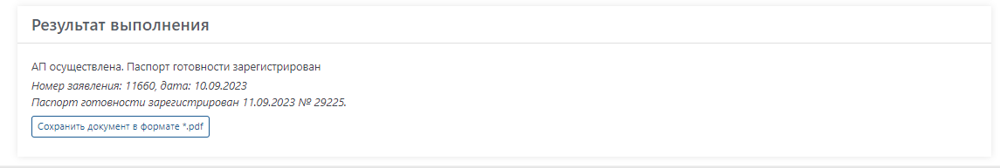 Результат выполнения
АП осуществлена. Паспорт готовности зарегистрирован
Номер заявления: 11660, дата: 10.09.2023
Паспорт готовности зарегистрирован 11.09.2023 № 29225.
Сохранить документ в формате *.pdf